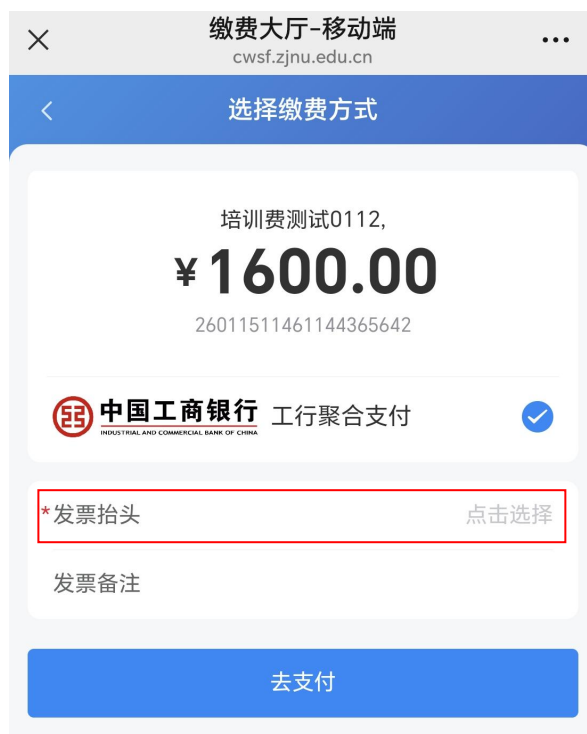 缴费大厅-移动端
cwsf.zjnu.edu.cn
选择缴费方式
培训费测试0112,
¥1600.00
26011511461144365642
中国工商银行 工行聚合支付
INDUSTRIAL AND COMMERCIAL BANK OF CHINA
*发票抬头 点击选择
发票备注
去支付